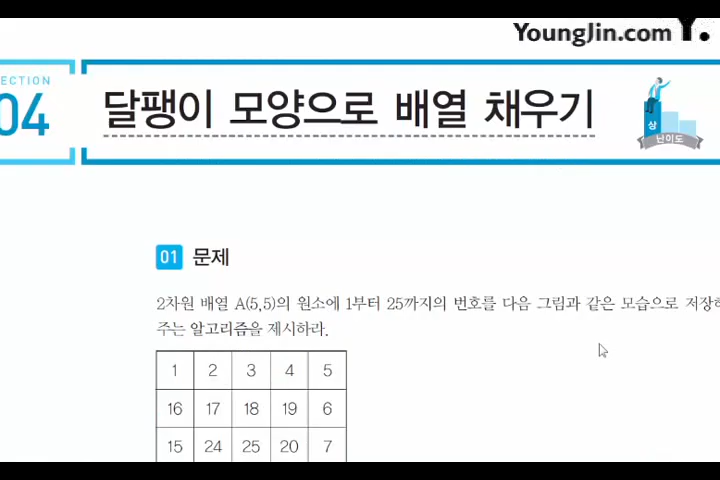 YoungJin.com Y.
ECTION
04
달팽이 모양으로 배열 채우기
상
난이도
01 문제
2차원 배열 A(5,5)의 원소에 1부터 25까지의 번호를 다음 그림과 같은 모습으로 저장하
주는 알고리즘을 제시하라.
1 2 3 4 5
16 17 18 19 6
15 24 25 20 7